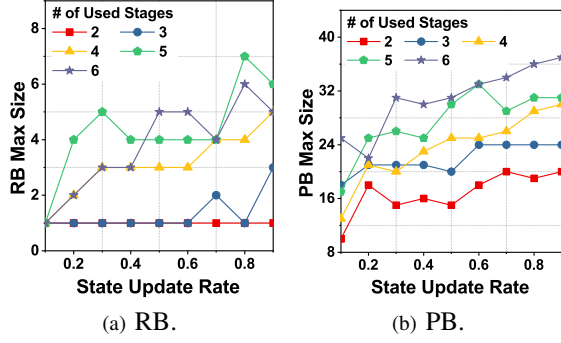 # of Used Stages
2 3
4 5
6
RB Max Size
8
6
4
2
0
0.2 0.4 0.6 0.8
State Update Rate
(a) RB.
# of Used Stages
2 3 4
5 6
PB Max Size
40
32
24
16
8
0.2 0.4 0.6 0.8
State Update Rate
(b) PB.